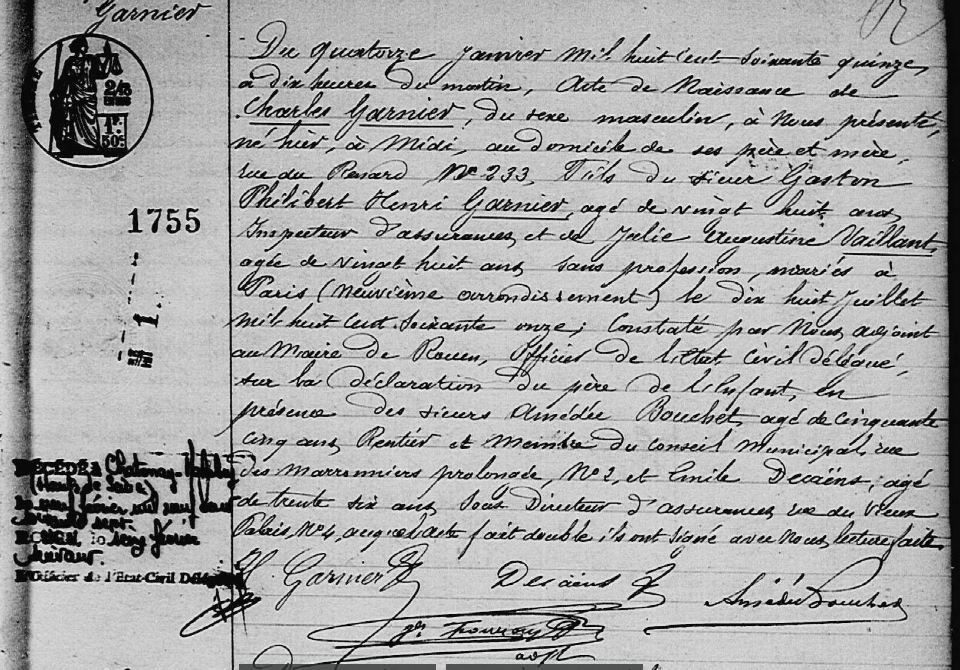 Garnier
Du quatorze Janvier mil huit cent soixante quinze,
à dix heures du matin, Acte de Naissance de
Charles Garnier, du sexe masculin, à Nous présenté,
né hier, à Midi, au domicile de ses père et mère,
rue du Renard Nº 233, Fils du sieur Gaston
Philibert Henri Garnier, agé de vingt huit ans,
Inspecteur d'assurances, et de Julie Augustine Vaillant,
agée de vingt huit ans, sans profession, mariés à
Paris (neuvième arrondissement) le dix huit Juillet
mil huit cent soixante onze; Constaté par Nous, adjoint
au Maire de Rouen, Officier de l'Etat Civil délégué,
sur la déclaration du père de l'Enfant, en
présence des sieurs Amédée Bouchet, agé de cinquante
cinq ans, Rentier et Membre du Conseil Municipal, rue
des Marronniers prolongée, Nº 2, et Emile Decaëns, agé
de trente six ans, Sous Directeur d'assurances, rue du Vieux
Palais, Nº 4, auquel acte fait double ils ont signé avec Nous, lecture faite
H Garnier Decaëns Amédée Bouchet
adjt
2/10
EN SUS
1F.
50c
1755
1.
DÉCÉDÉ à Chatenay-Malabry
(Hauts de Seine)
le neuf février mil neuf cent
sept.
ROUEN, le février
L'Officier de l'Etat-Civil Délégué